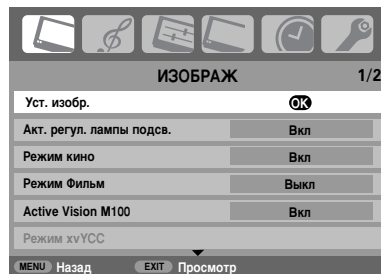 ИЗОБРАЖ 1/2
Уст. изобр. OK
Акт. регул. лампы подсв. Вкл
Режим кино Вкл
Режим Фильм Выкл
Active Vision M100 Вкл
Режим xvYCC
MENU Назад EXIT Просмотр